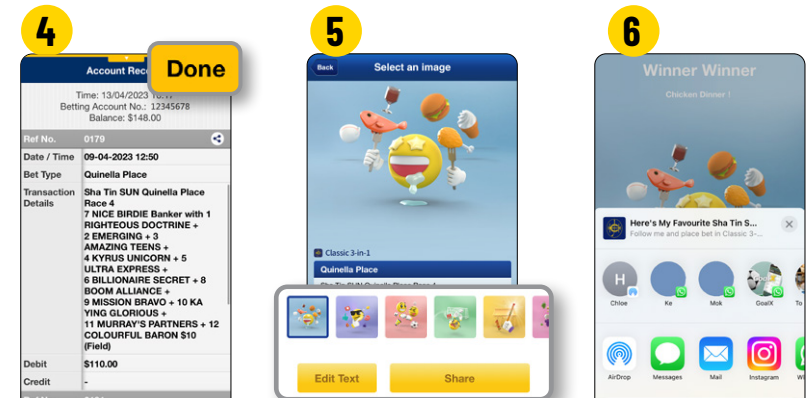 4
Done
Account Rec
Time: 13/04/2023
Betting Account No.: 12345678
Balance: $148.00
Ref No. 0179
Date / Time 09-04-2023 12:50
Bet Type Quinella Place
Transaction Details Sha Tin SUN Quinella Place
Race 4
7 NICE BIRDIE Banker with 1
RIGHTEOUS DOCTRINE +
2 EMERGING + 3
AMAZING TEENS +
4 KYRUS UNICORN + 5
ULTRA EXPRESS +
6 BILLIONAIRE SECRET + 8
BOOM ALLIANCE +
9 MISSION BRAVO + 10 KA
YING GLORIOUS +
11 MURRAY'S PARTNERS + 12
COLOURFUL BARON $10
(Field)
Debit $110.00
Credit -
5
Back Select an image
Classic 3-in-1
Quinella Place
Edit Text Share
6
Winner Winner
Chicken Dinner !
Here's My Favourite Sha Tin S...
Follow me and place bet in Classic 3-...
H
Chloe Ke Mok GoalX To
AirDrop Messages Mail Instagram